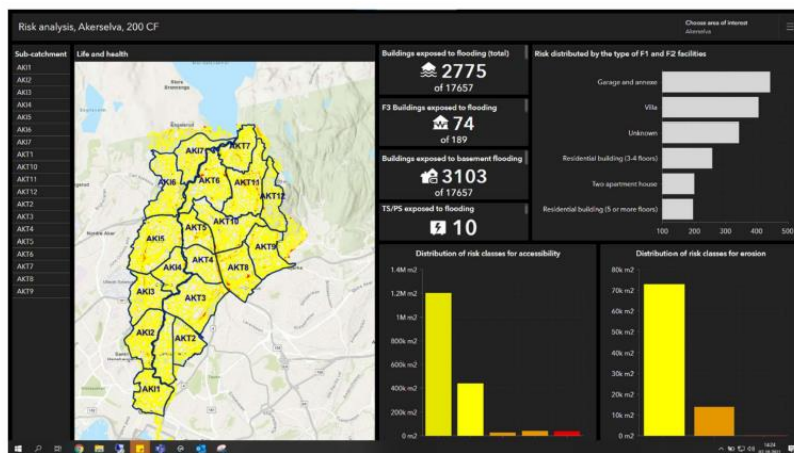 Risk analysis, Akerselva, 200 CF
Choose area of interest
Akerselva
Sub-catchment
AKI1
AKI2
AKI3
AKI4
AKI5
AKI6
AKI7
AKT1
AKT10
AKT11
AKT12
AKT2
AKT3
AKT4
AKT5
AKT6
AKT7
AKT8
AKT9
Life and health
AKI7
AKT7
AKI6
AKT6
AKT11
AKT12
AKT10
AKI5
AKT5
AKT9
AKI4
AKT4
AKT8
AKI3
AKT3
AKI2
AKT2
AKI1
Buildings exposed to flooding (total)
2775
of 17657
F3 Buildings exposed to flooding
74
of 189
Buildings exposed to basement flooding
3103
of 17657
TS/PS exposed to flooding
10
Risk distributed by the type of F1 and F2 facilities
Garage and annexe
Villa
Unknown
Residential building (3-4 floors)
Two apartment house
Residential building (5 or more floors)
100 200 300 400 500
Distribution of risk classes for accessibility
1.4M m2
1.2M m2
1M m2
800k m2
600k m2
400k m2
200k m2
0 m2
Distribution of risk classes for erosion
80k m2
70k m2
60k m2
50k m2
40k m2
30k m2
20k m2
10k m2
0 m2